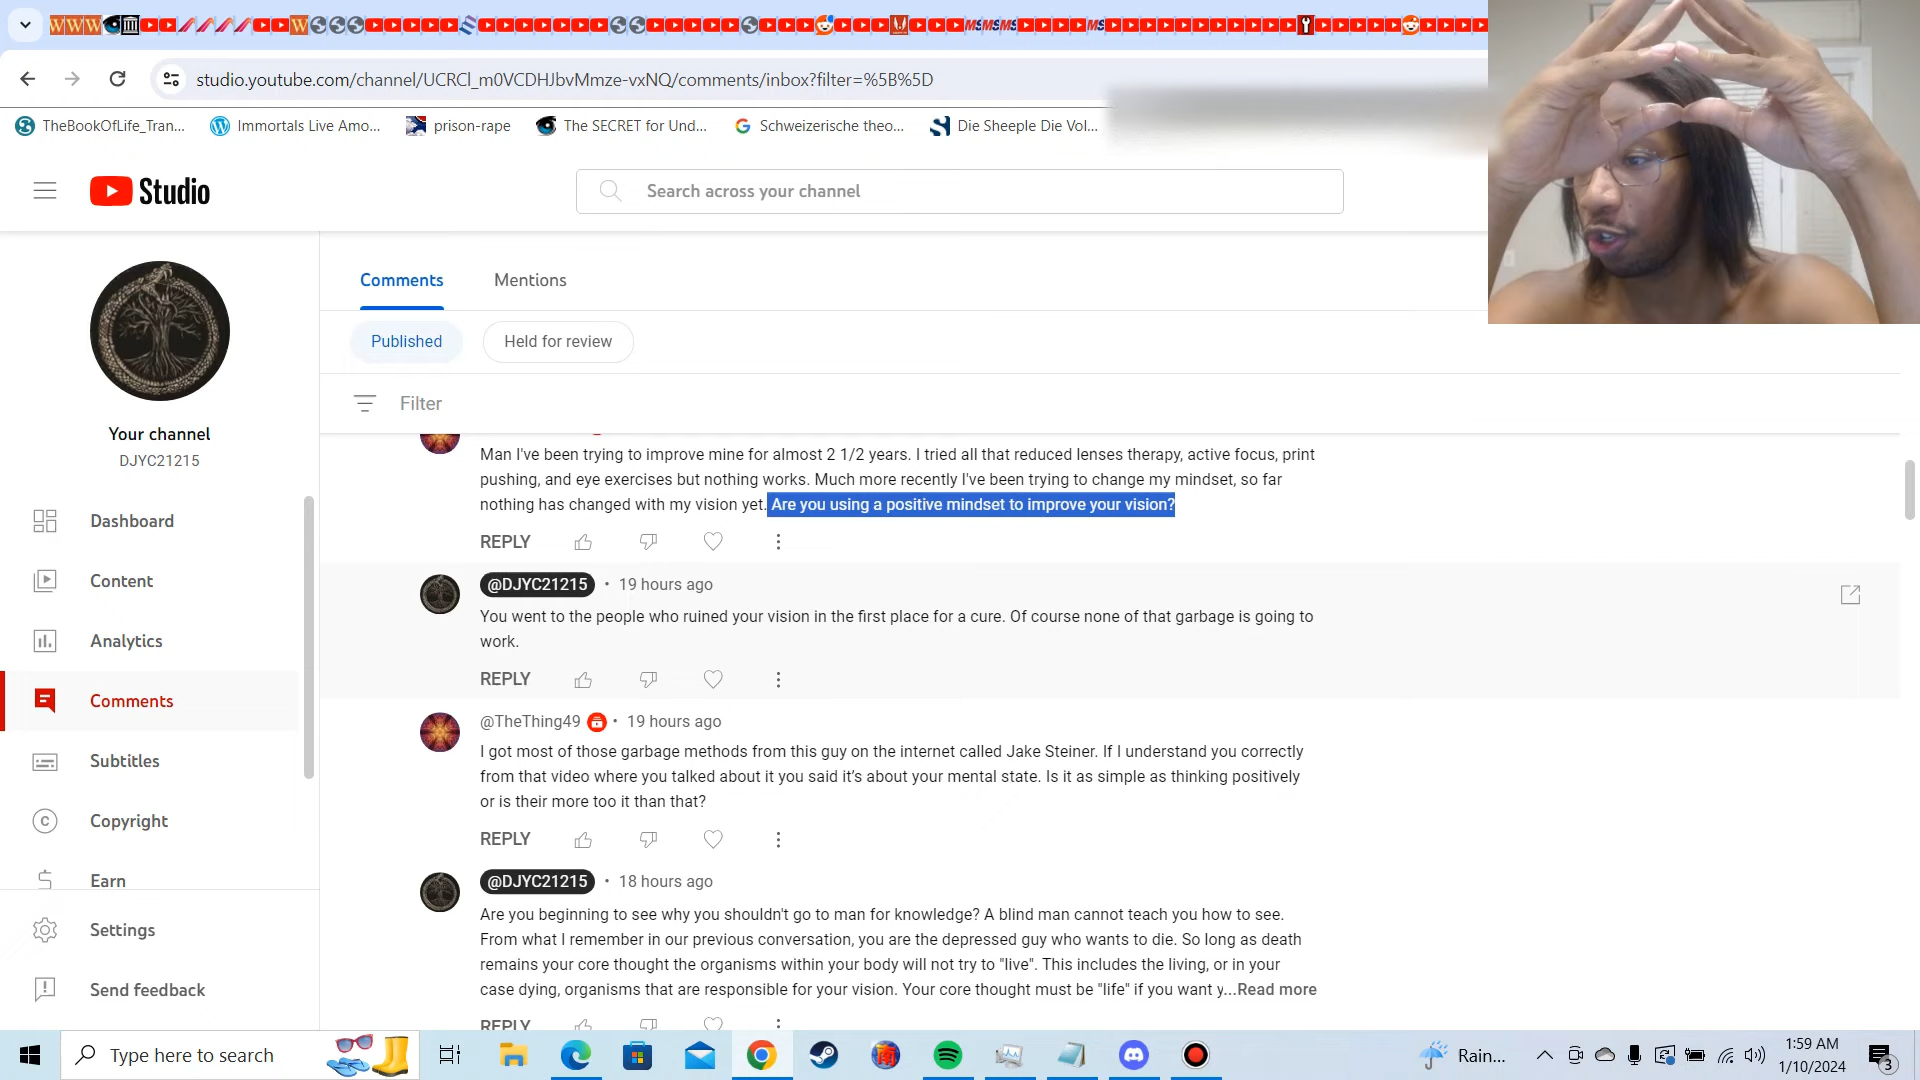 studio.youtube.com/channel/UCRCl_m0VCDHJbvMmze-vxNQ/comments/inbox?filter=%5B%5D
TheBookOfLife_Tran... Immortals Live Amo... prison-rape The SECRET for Und... Schweizerische theo... Die Sheeple Die Vol...
Studio
Search across your channel
Your channel
DJYC21215
Dashboard
Content
Analytics
Comments
Subtitles
Copyright
Earn
Settings
Send feedback
Comments Mentions
Published Held for review
Filter
Man I've been trying to improve mine for almost 2 1/2 years. I tried all that reduced lenses therapy, active focus, print
pushing, and eye exercises but nothing works. Much more recently I've been trying to change my mindset, so far
nothing has changed with my vision yet. Are you using a positive mindset to improve your vision?
REPLY
@DJYC21215 • 19 hours ago
You went to the people who ruined your vision in the first place for a cure. Of course none of that garbage is going to
work.
REPLY
@TheThing49 • 19 hours ago
I got most of those garbage methods from this guy on the internet called Jake Steiner. If I understand you correctly
from that video where you talked about it you said it's about your mental state. Is it as simple as thinking positively
or is their more too it than that?
REPLY
@DJYC21215 • 18 hours ago
Are you beginning to see why you shouldn't go to man for knowledge? A blind man cannot teach you how to see.
From what I remember in our previous conversation, you are the depressed guy who wants to die. So long as death
remains your core thought the organisms within your body will not try to "live". This includes the living, or in your
case dying, organisms that are responsible for your vision. Your core thought must be "life" if you want y...Read more
REPLY
Type here to search
Rain...
1:59 AM
1/10/2024
3